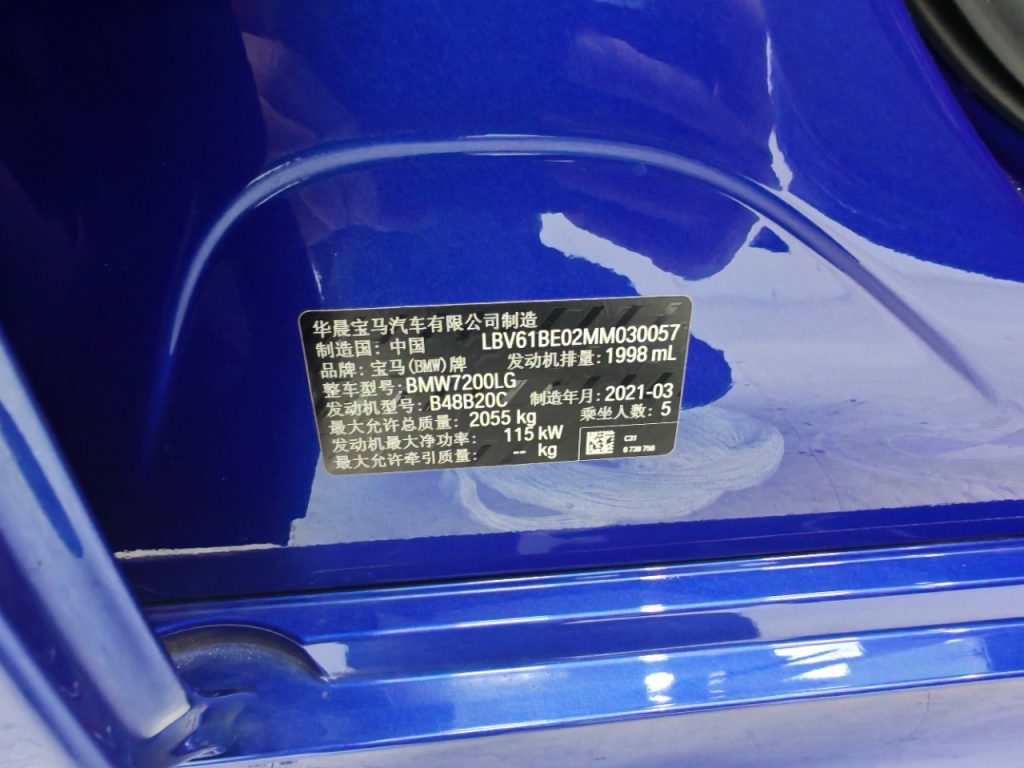 华晨宝马汽车有限公司制造
制造国: 中国 LBV61BE02MM030057
品牌: 宝马(BMW)牌 发动机排量: 1998 mL
整车型号: BMW7200LG
发动机型号: B48B20C 制造年月: 2021-03
最大允许总质量: 2055 kg 乘坐人数: 5
发动机最大净功率: 115 kW
最大允许牵引质量: -- kg